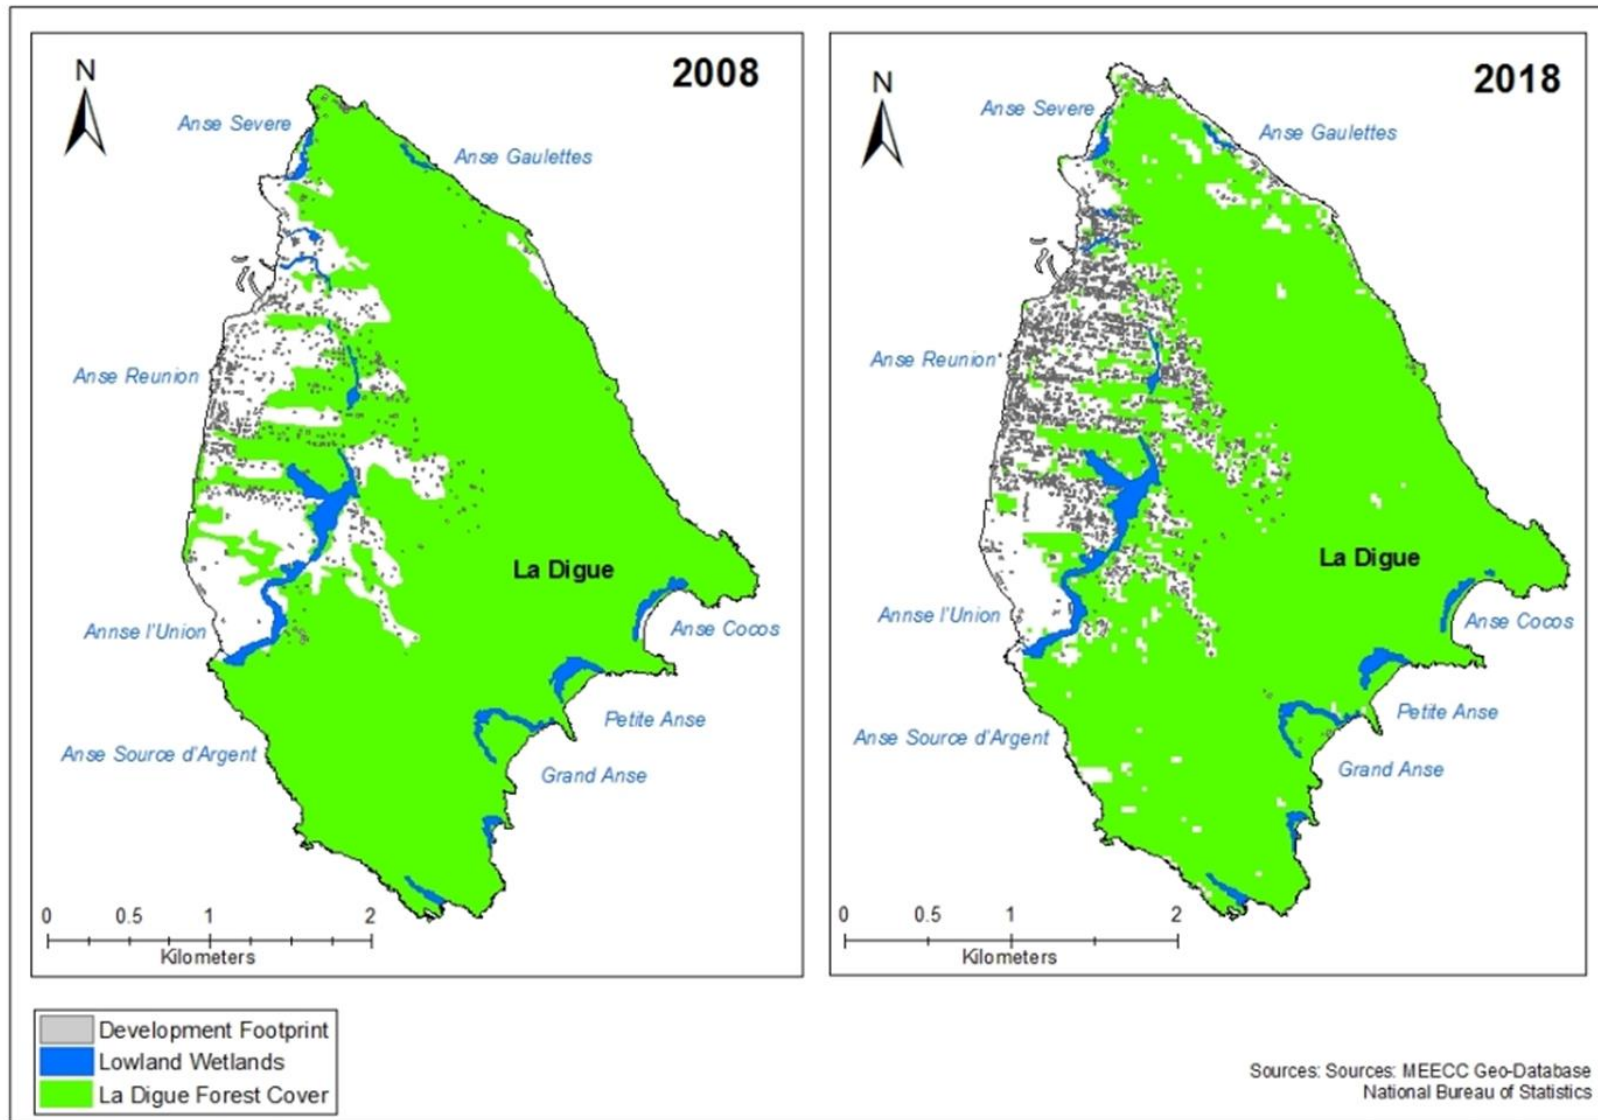 2008
N
Anse Severe
Anse Gaulettes
Anse Reunion
La Digue
Annse l'Union
Anse Cocos
Petite Anse
Anse Source d'Argent
Grand Anse
0 0.5 1 2
Kilometers
2018
N
Anse Severe
Anse Gaulettes
Anse Reunion
La Digue
Annse l'Union
Anse Cocos
Petite Anse
Anse Source d'Argent
Grand Anse
0 0.5 1 2
Kilometers
Development Footprint
Lowland Wetlands
La Digue Forest Cover
Sources: Sources: MEECC Geo-Database
National Bureau of Statistics